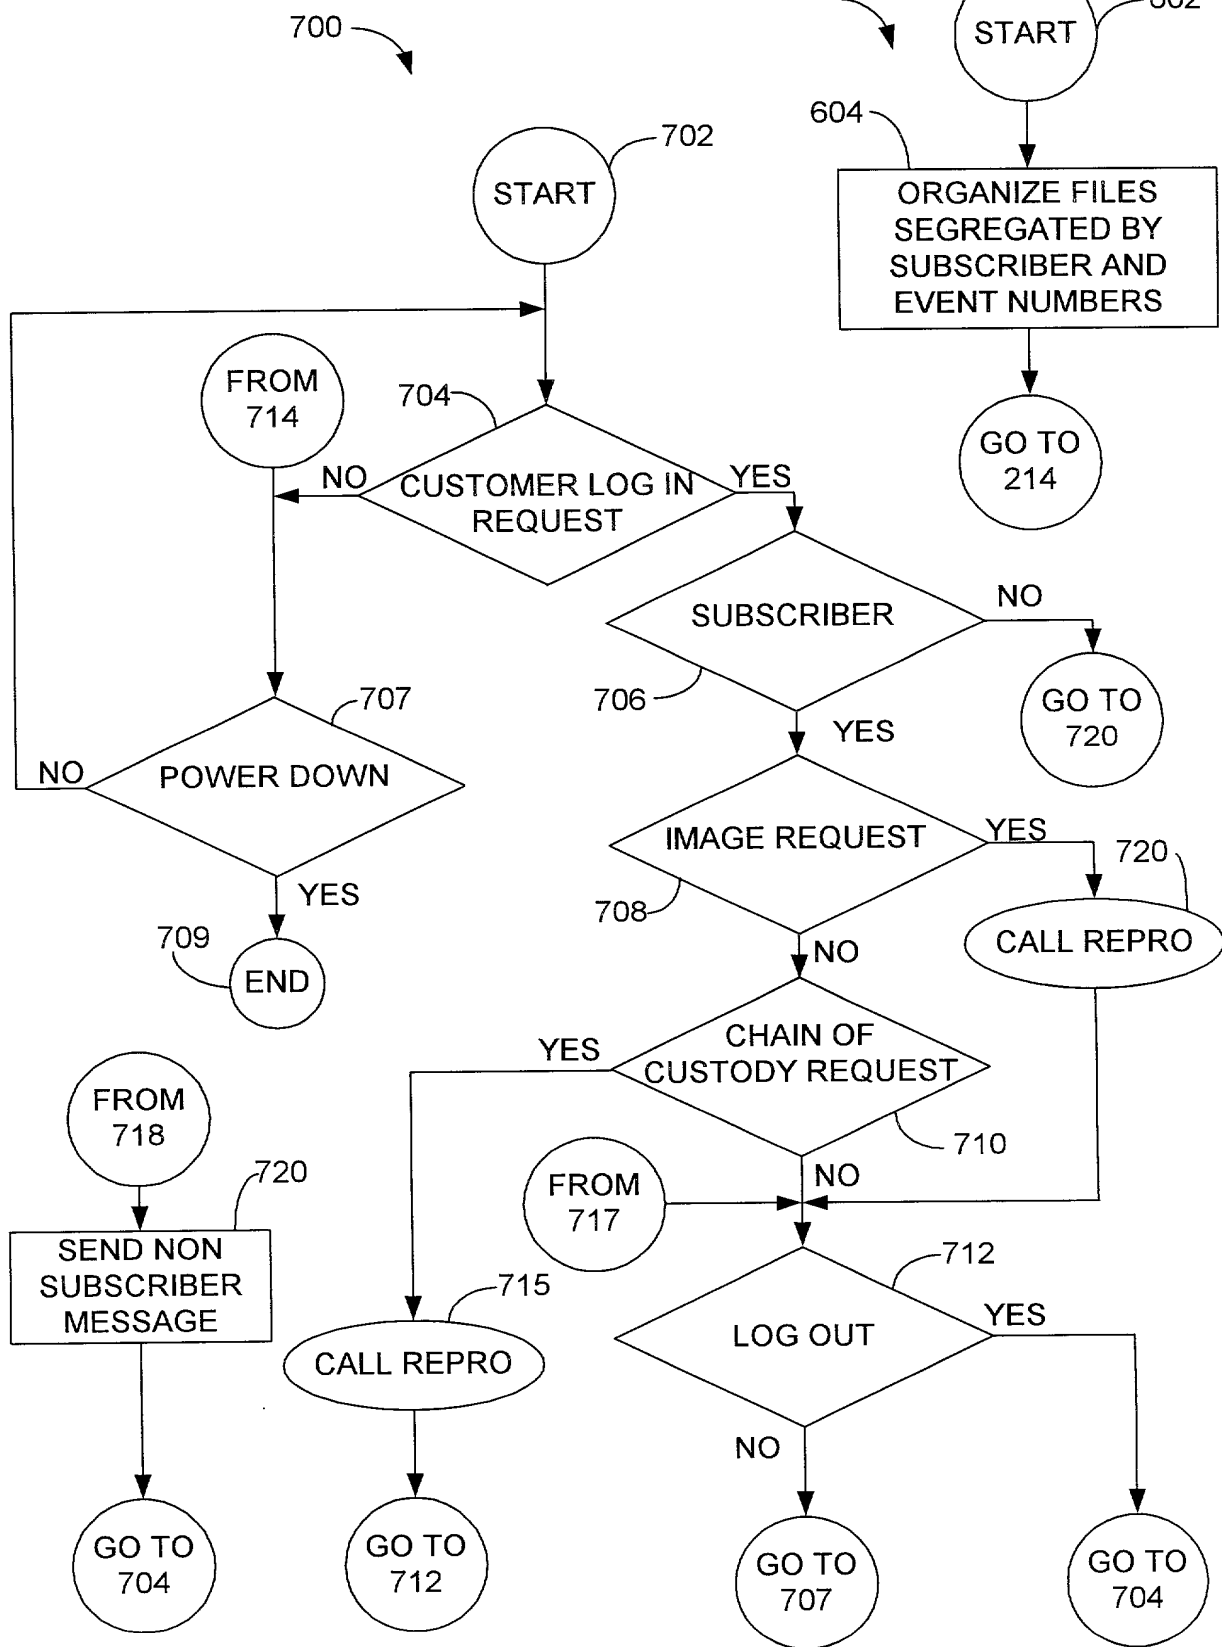 700
602
START
702
START
604
ORGANIZE FILES
SEGREGATED BY
SUBSCRIBER AND
EVENT NUMBERS
FROM
714
704
NO
CUSTOMER LOG IN
REQUEST
YES
GO TO
214
SUBSCRIBER
NO
706
YES
GO TO
720
707
NO
POWER DOWN
YES
IMAGE REQUEST
YES
708
NO
720
CALL REPRO
709
END
YES
CHAIN OF
CUSTODY REQUEST
710
NO
FROM
718
720
SEND NON
SUBSCRIBER
MESSAGE
FROM
717
712
715
CALL REPRO
LOG OUT
YES
NO
GO TO
704
GO TO
712
GO TO
707
GO TO
704